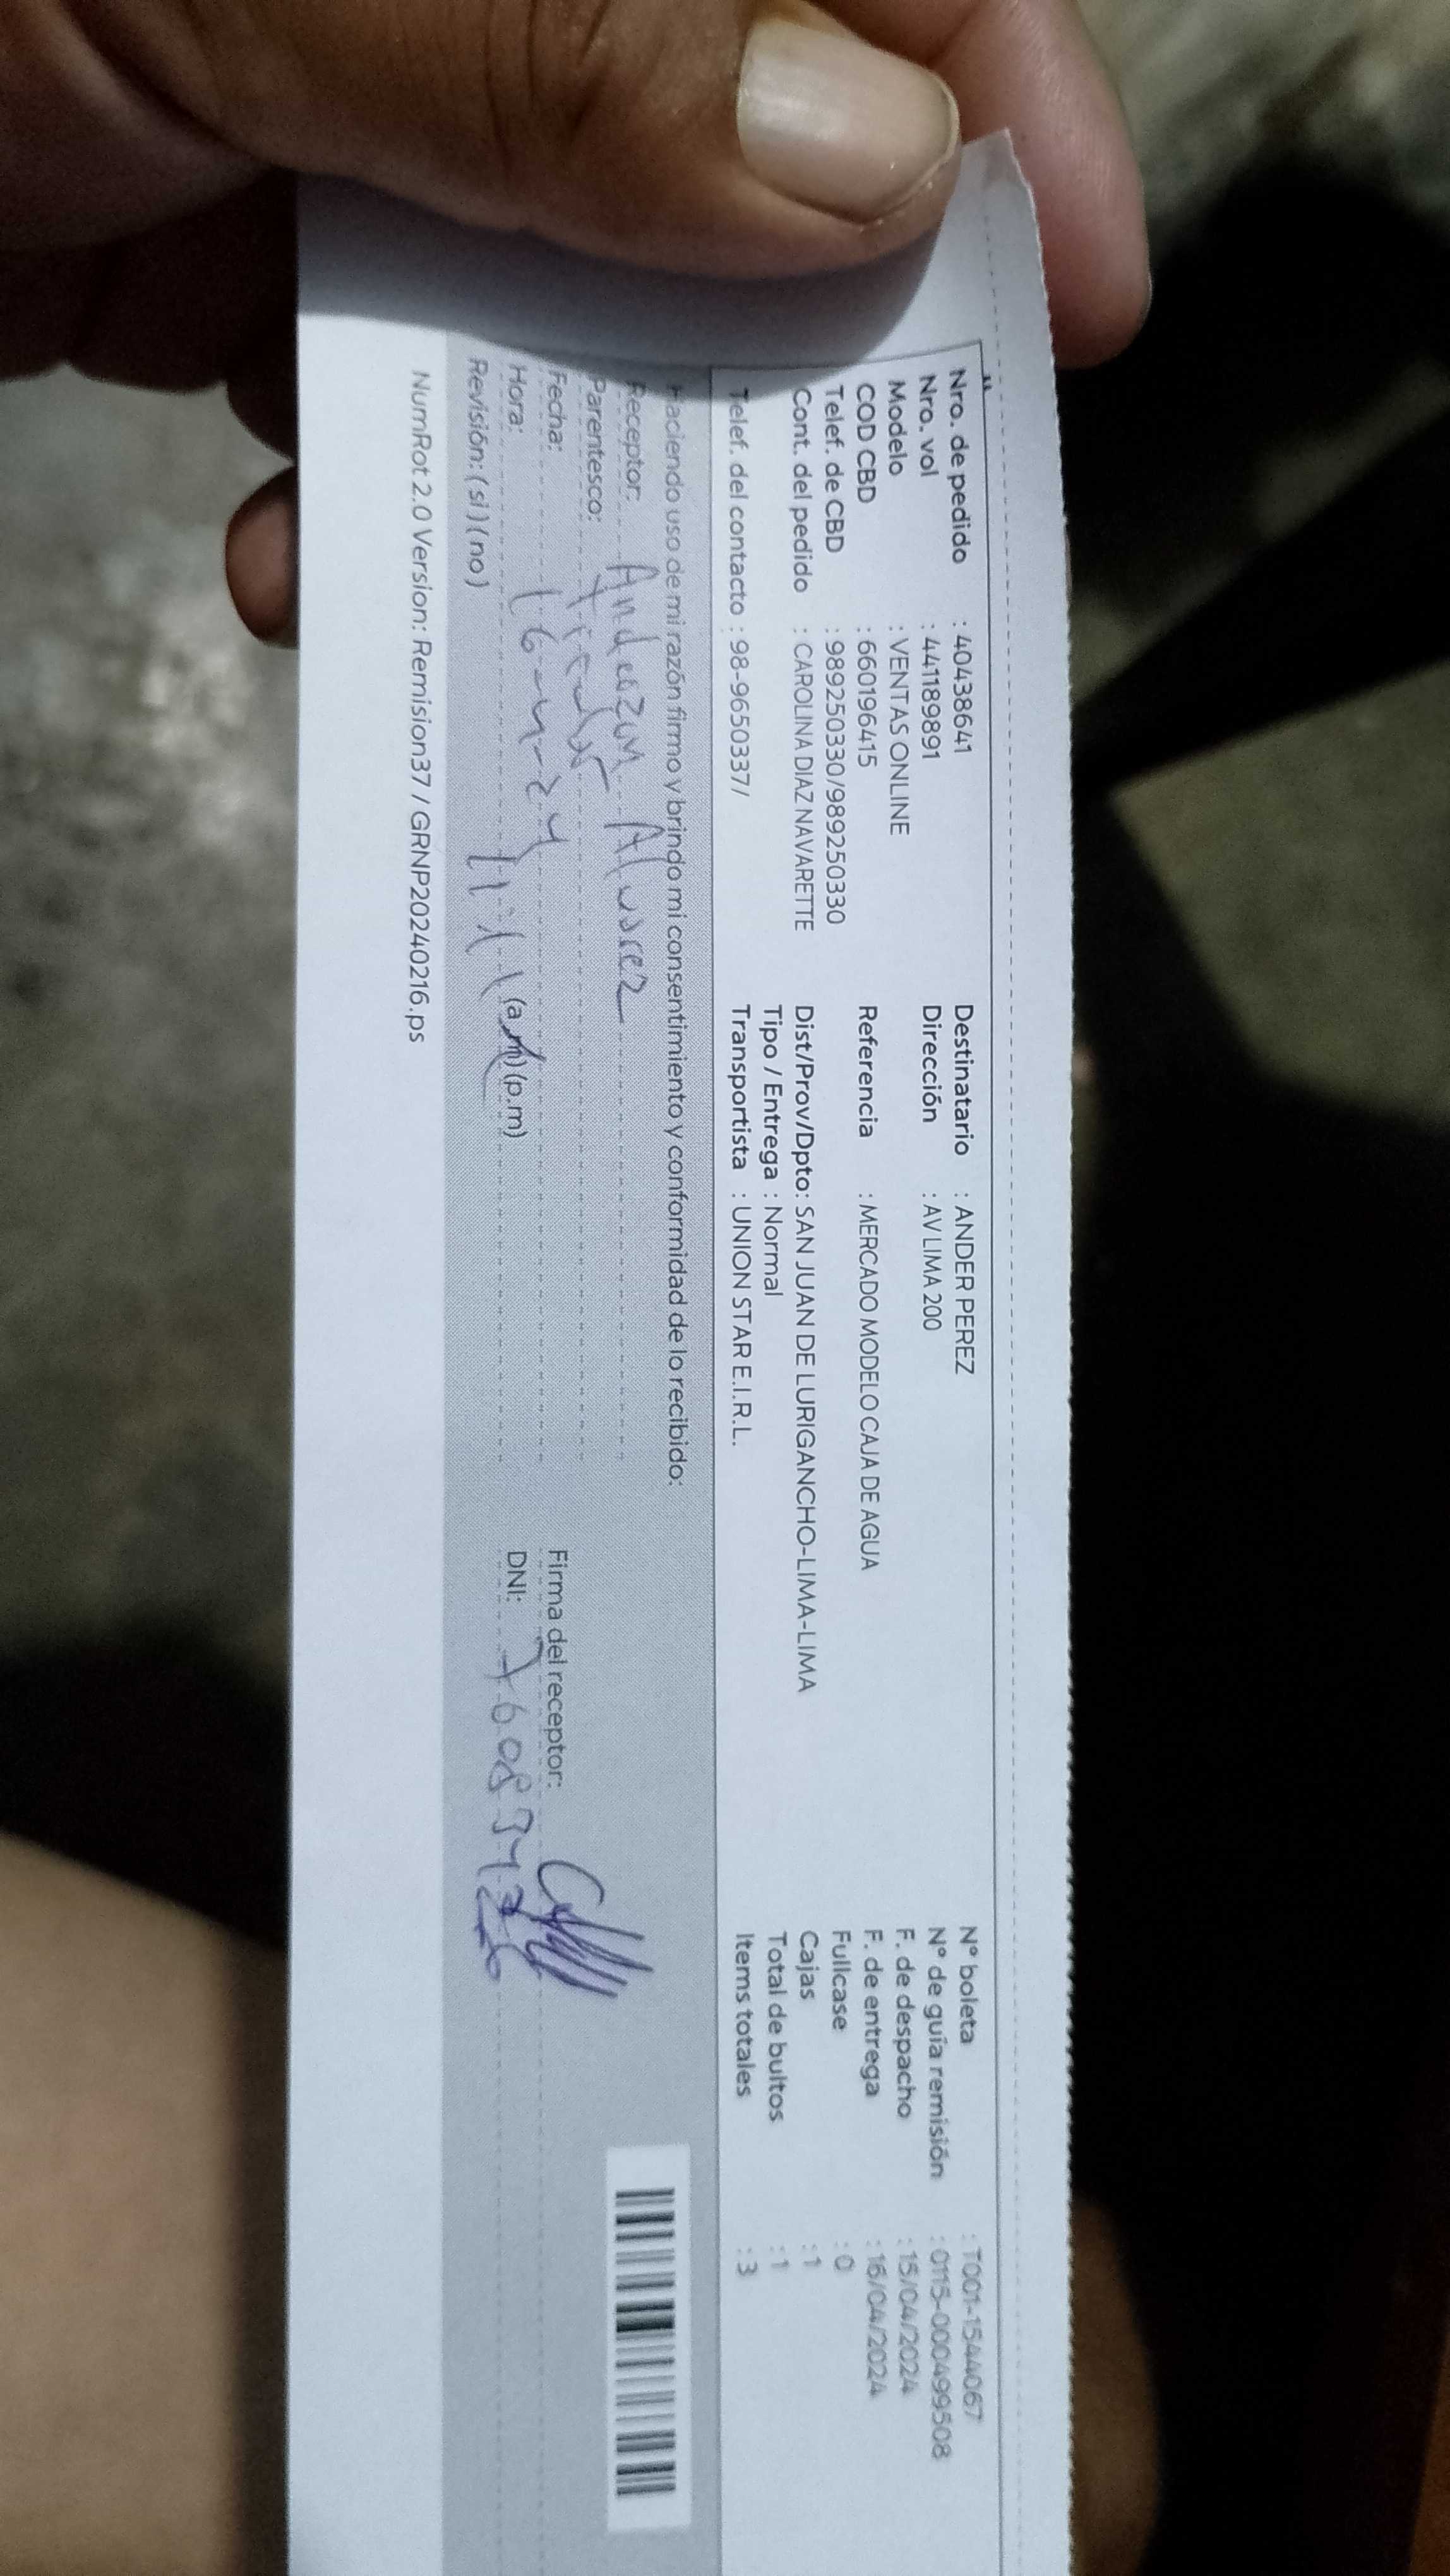 Nro. de pedido : 40438641
Nro. vol : 441189891
Modelo : VENTAS ONLINE
COD CBD : 660196415
Telef. de CBD : 989250330/989250330
Cont. del pedido : CAROLINA DIAZ NAVARETTE
Telef. del contacto : 98-9650337/
Destinatario : ANDER PEREZ
Dirección : AV LIMA 200
Referencia : MERCADO MODELO CAJA DE AGUA
Dist/Prov/Dpto: SAN JUAN DE LURIGANCHO-LIMA-LIMA
Tipo / Entrega : Normal
Transportista : UNION STAR E.I.R.L.
N° boleta : T001-1544067
N° de guía remisión : 0115-000499508
F. de despacho : 15/04/2024
F. de entrega : 16/04/2024
Fullcase : 0
Cajas : 1
Total de bultos : 1
Items totales : 3
Haciendo uso de mi razón firmo y brindo mi consentimiento y conformidad de lo recibido:
Receptor: Alvarez
Parentesco:
Fecha: 16-4-24
Hora: (a.m) (p.m)
Revisión: (si) (no)
Firma del receptor:
DNI:
NumRot 2.0 Version: Remision37 / GRNP20240216.ps